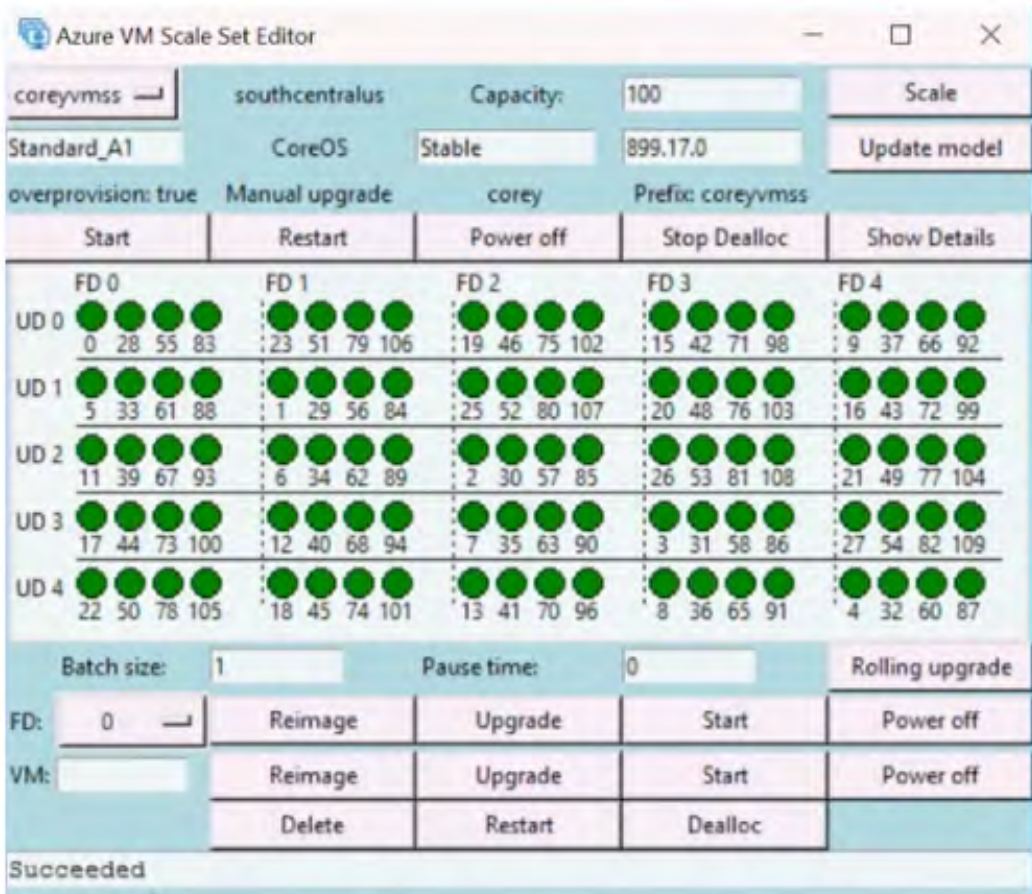 Azure VM Scale Set Editor
coreyvmss southcentralus Capacity: 100 Scale
Standard_A1 CoreOS Stable 899.17.0 Update model
overprovision: true Manual upgrade corey Prefix: coreyvmss
Start Restart Power off Stop Dealloc Show Details
FD 0 FD 1 FD 2 FD 3 FD 4
UD 0
0 28 55 83 23 51 79 106 19 46 75 102 15 42 71 98 9 37 66 92
UD 1
5 33 61 88 1 29 56 84 25 52 80 107 20 48 76 103 16 43 72 99
UD 2
11 39 67 93 6 34 62 89 2 30 57 85 26 53 81 108 21 49 77 104
UD 3
17 44 73 100 12 40 68 94 7 35 63 90 3 31 58 86 27 54 82 109
UD 4
22 50 78 105 18 45 74 101 13 41 70 96 8 36 65 91 4 32 60 87
Batch size: 1 Pause time: 0 Rolling upgrade
FD: 0 Reimage Upgrade Start Power off
VM: Reimage Upgrade Start Power off
Delete Restart Dealloc
Succeeded